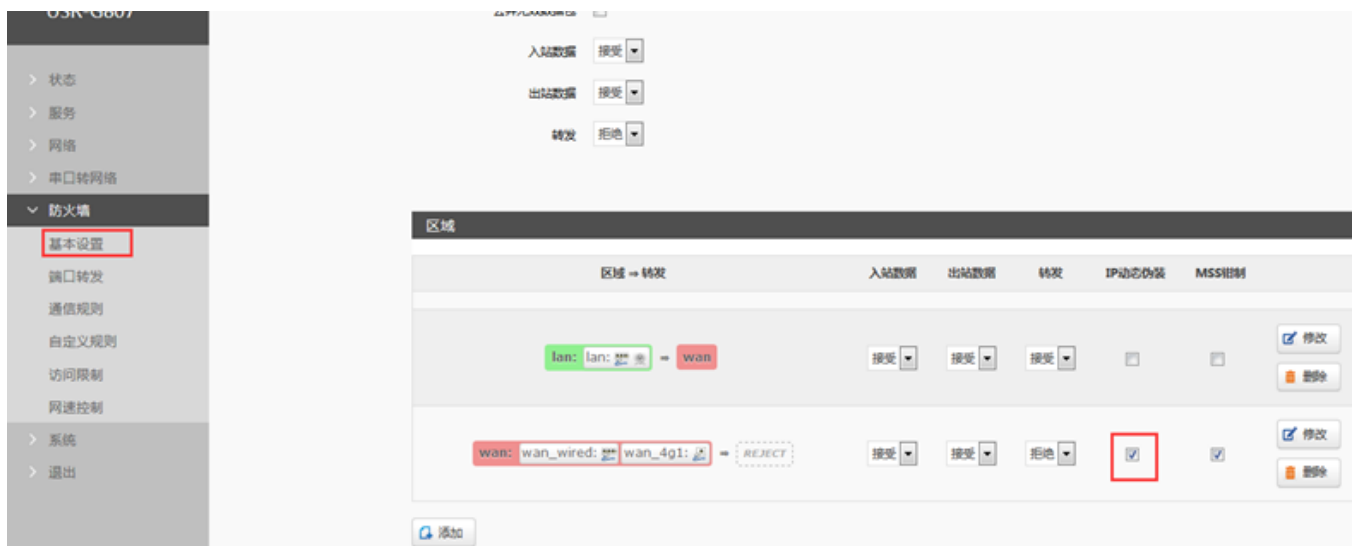 USR-G807
状态
服务
网络
串口转网络
防火墙
基本设置
端口转发
通信规则
自定义规则
访问限制
网速控制
系统
退出
入站数据 接受
出站数据 接受
转发 拒绝
区域
区域 ⇒ 转发 入站数据 出站数据 转发 IP动态伪装 MSS钳制
lan: lan: ⇒ wan 接受 接受 接受 修改
删除
wan: wan_wired: wan_4g1: ⇒ REJECT 接受 接受 拒绝 修改
删除
添加